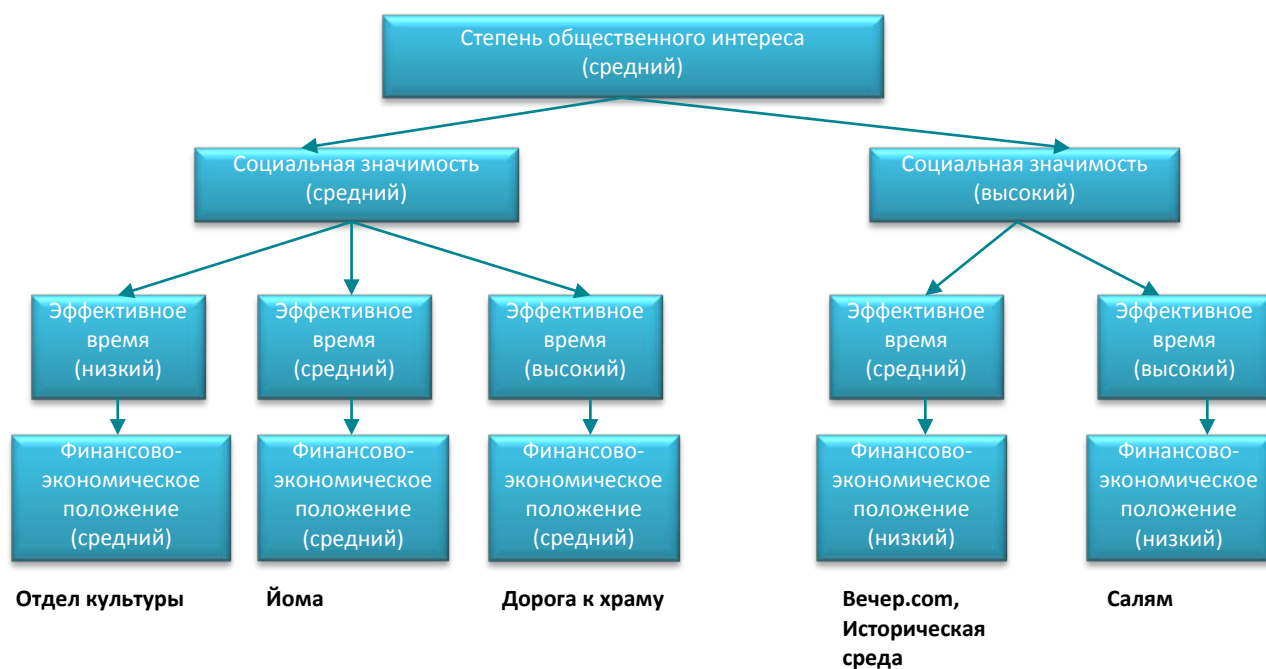 Степень общественного интереса
(средний)
Социальная значимость
(средний)
Социальная значимость
(высокий)
Эффективное
время
(низкий)
Эффективное
время
(средний)
Эффективное
время
(высокий)
Эффективное
время
(средний)
Эффективное
время
(высокий)
Финансово-
экономическое
положение
(средний)
Финансово-
экономическое
положение
(средний)
Финансово-
экономическое
положение
(средний)
Финансово-
экономическое
положение
(низкий)
Финансово-
экономическое
положение
(низкий)
Отдел культуры
Йома
Дорога к храму
Вечер.com,
Историческая
среда
Салям